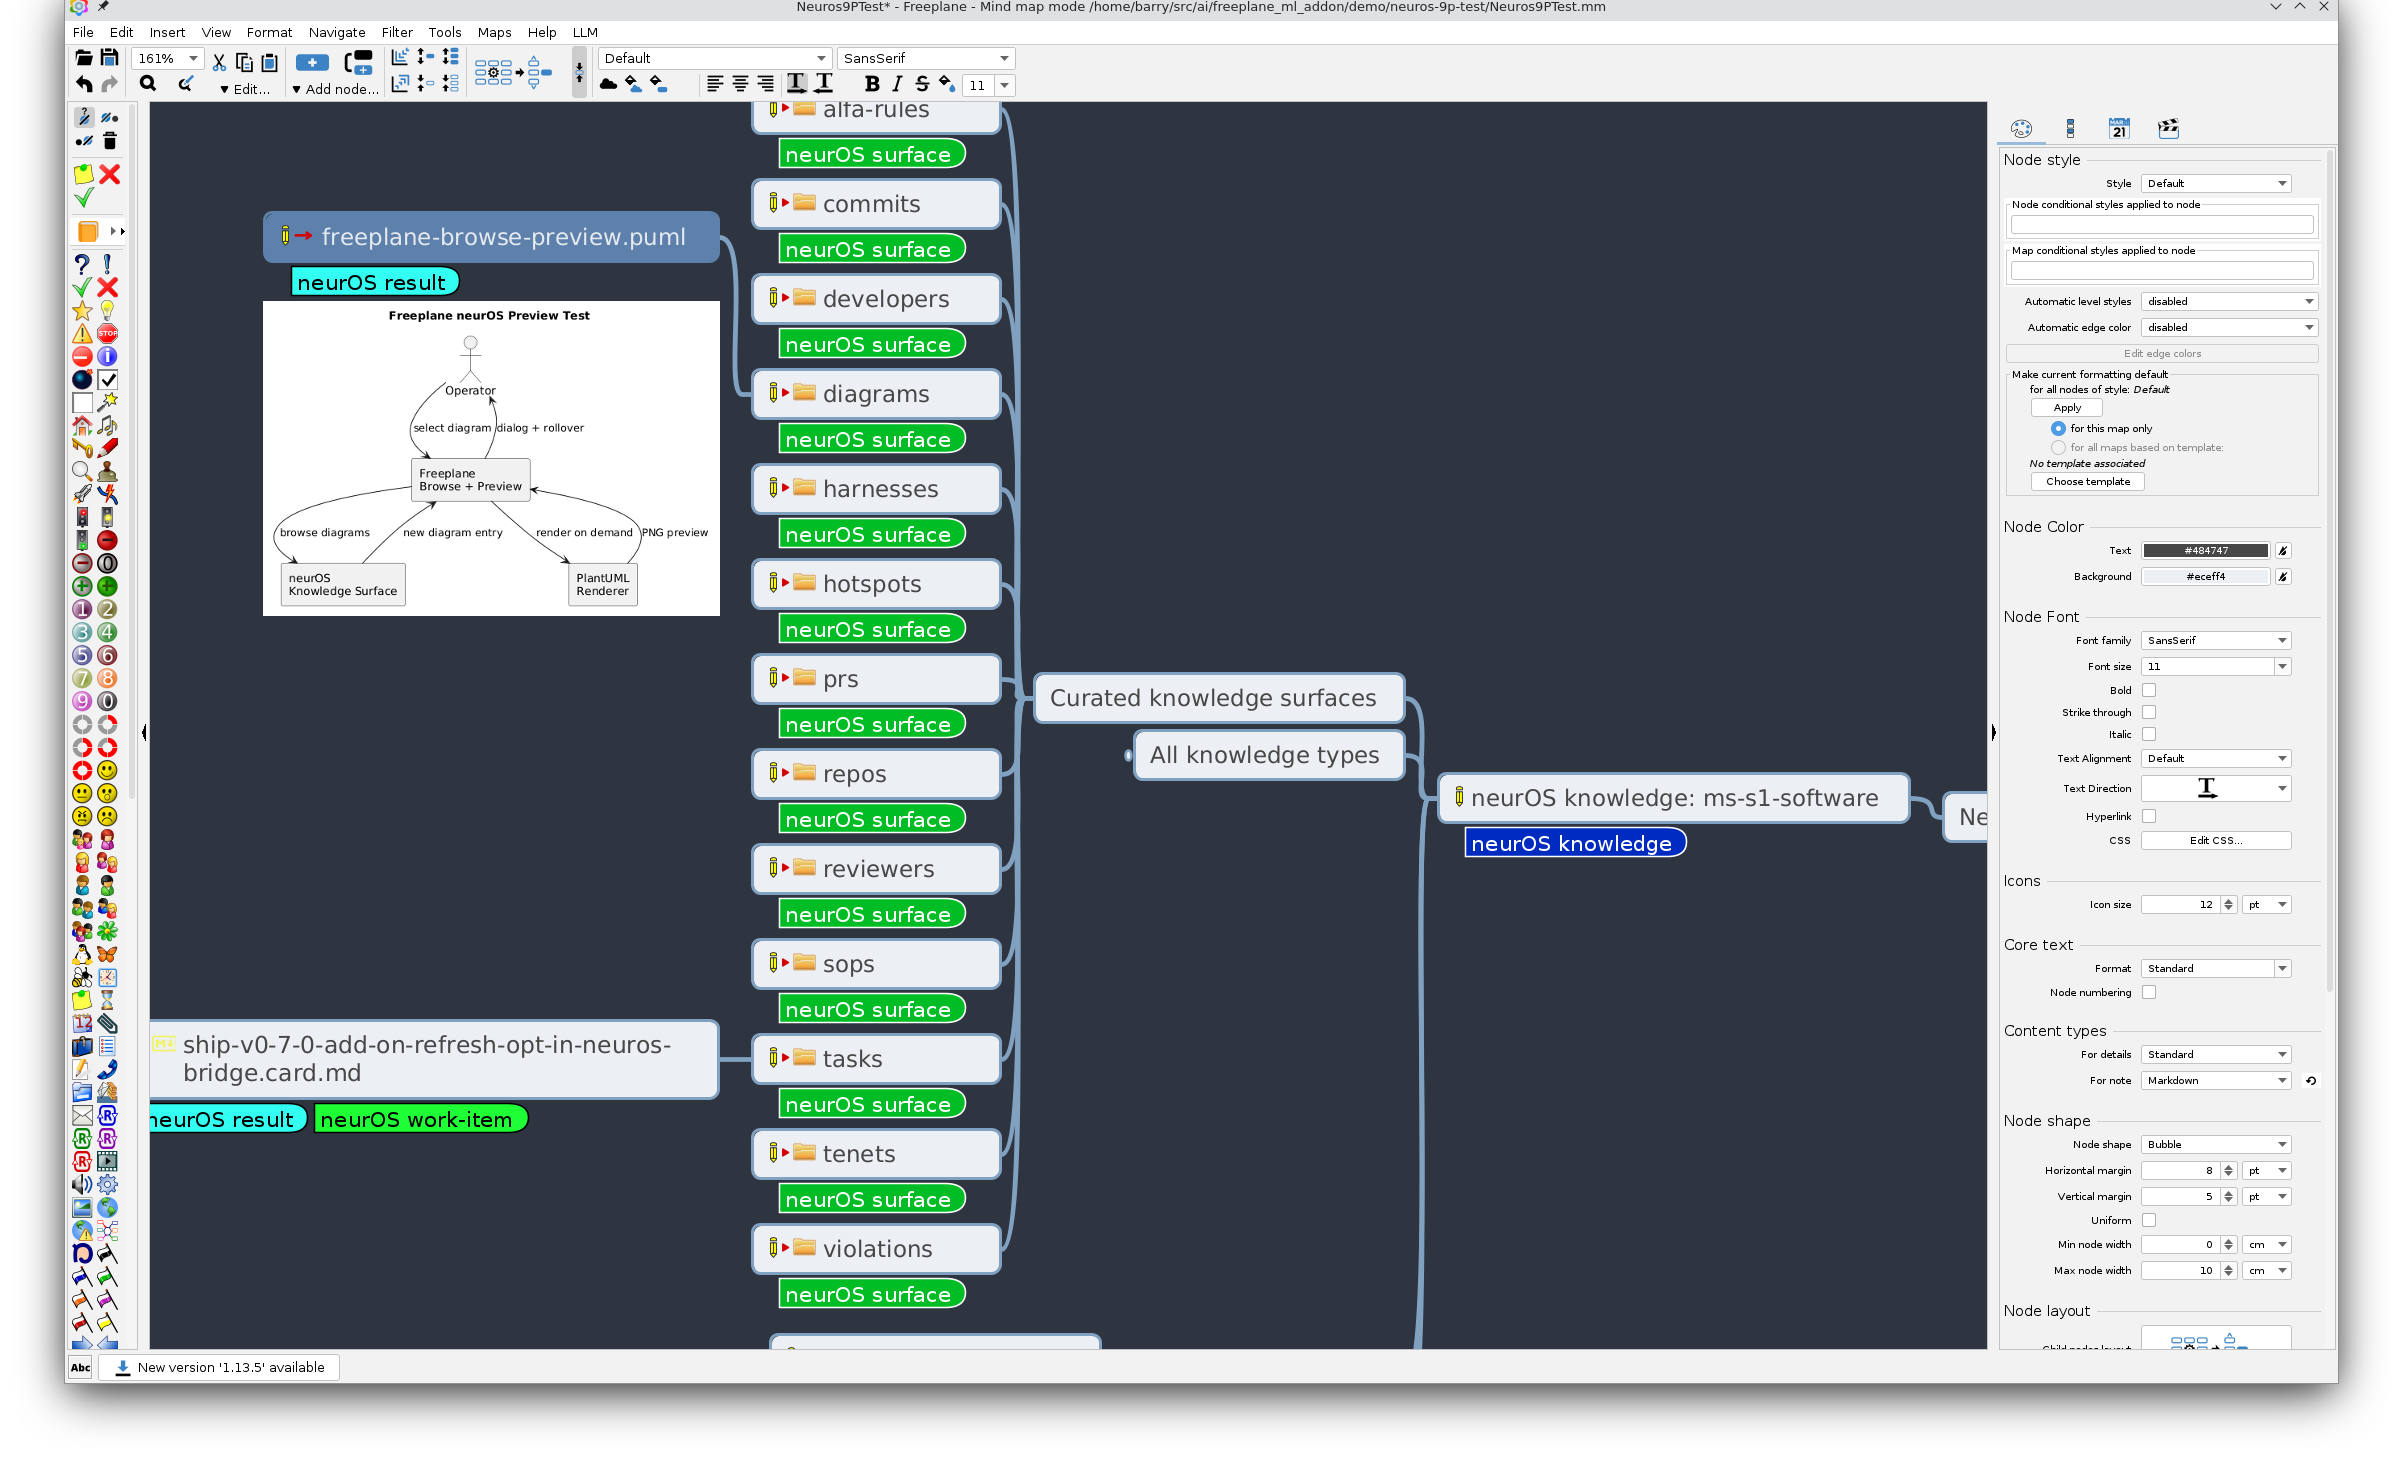 Neuros9PTest* - Freeplane - Mind map mode /home/barry/src/ai/freeplane_ml_addon/demo/neuros-9p-test/Neuros9PTest.mm
File Edit Insert View Format Navigate Filter Tools Maps Help LLM
161%
Default
SansSerif
▾ Edit...
▾ Add node...
11
alfa-rules
neurOS surface
commits
neurOS surface
developers
neurOS surface
diagrams
neurOS surface
harnesses
neurOS surface
hotspots
neurOS surface
prs
neurOS surface
repos
neurOS surface
reviewers
neurOS surface
sops
neurOS surface
tasks
neurOS surface
tenets
neurOS surface
violations
neurOS surface
freeplane-browse-preview.puml
neurOS result
Freeplane neurOS Preview Test
Operator
select diagram
dialog + rollover
Freeplane
Browse + Preview
browse diagrams
new diagram entry
render on demand
PNG preview
neurOS
Knowledge Surface
PlantUML
Renderer
ship-v0-7-0-add-on-refresh-opt-in-neuros-
bridge.card.md
neurOS result
neurOS work-item
Curated knowledge surfaces
All knowledge types
neurOS knowledge: ms-s1-software
neurOS knowledge
Ne
Node style
Style Default
Node conditional styles applied to node
Map conditional styles applied to node
Automatic level styles disabled
Automatic edge color disabled
Edit edge colors
Make current formatting default
for all nodes of style: Default
Apply
for this map only
for all maps based on template:
No template associated
Choose template
Node Color
Text #484747
Background #eceff4
Node Font
Font family SansSerif
Font size 11
Bold
Strike through
Italic
Text Alignment Default
Text Direction T
Hyperlink
CSS Edit CSS...
Icons
Icon size 12 pt
Core text
Format Standard
Node numbering
Content types
For details Standard
For note Markdown
Node shape
Node shape Bubble
Horizontal margin 8 pt
Vertical margin 5 pt
Uniform
Min node width 0 cm
Max node width 10 cm
Node layout
Abc
New version '1.13.5' available